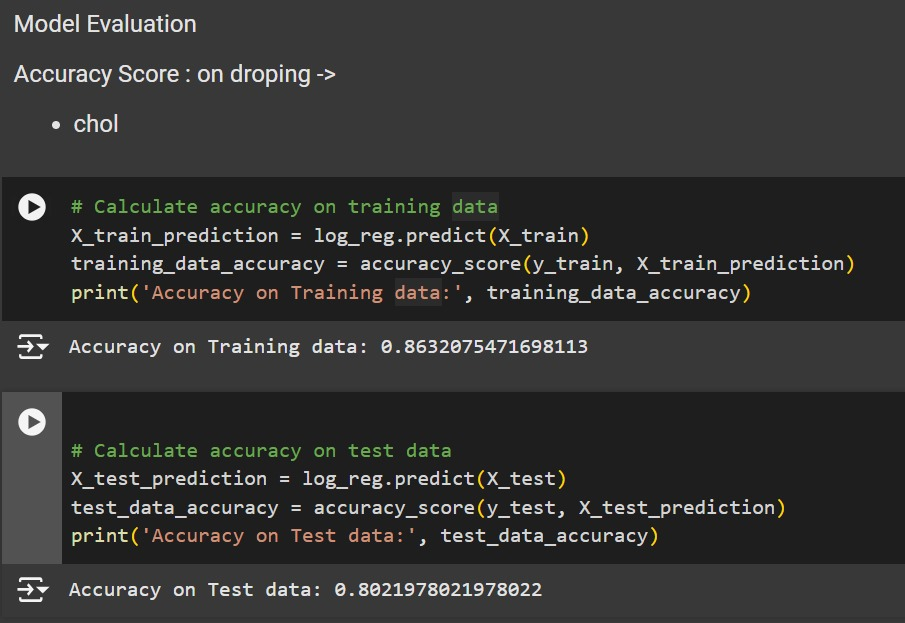 Model Evaluation
Accuracy Score : on droping ->
• chol
# Calculate accuracy on training data
X_train_prediction = log_reg.predict(X_train)
training_data_accuracy = accuracy_score(y_train, X_train_prediction)
print('Accuracy on Training data:', training_data_accuracy)
Accuracy on Training data: 0.8632075471698113
# Calculate accuracy on test data
X_test_prediction = log_reg.predict(X_test)
test_data_accuracy = accuracy_score(y_test, X_test_prediction)
print('Accuracy on Test data:', test_data_accuracy)
Accuracy on Test data: 0.8021978021978022